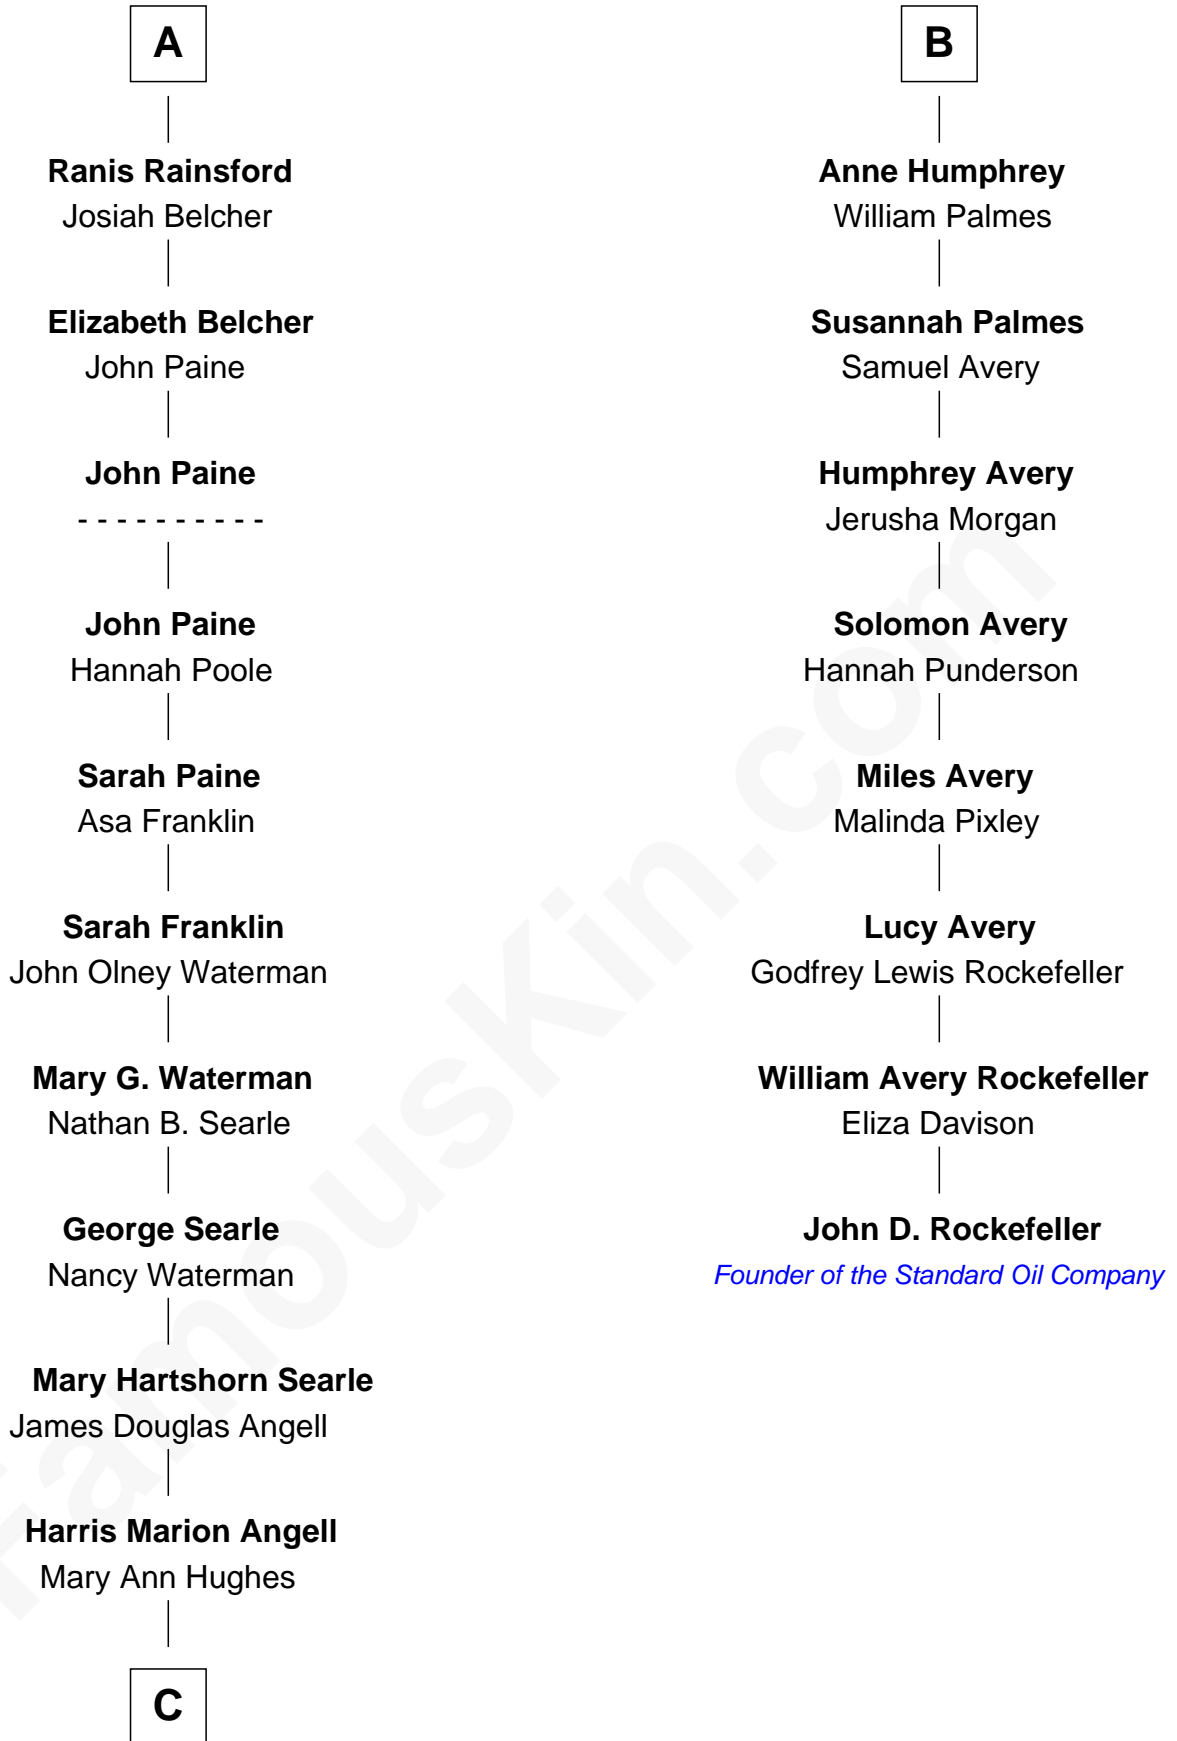 A
Ranis Rainsford
Josiah Belcher
Elizabeth Belcher
John Paine
John Paine
- - - - - - - - - -
John Paine
Hannah Poole
Sarah Paine
Asa Franklin
Sarah Franklin
John Olney Waterman
Mary G. Waterman
Nathan B. Searle
George Searle
Nancy Waterman
Mary Hartshorn Searle
James Douglas Angell
Harris Marion Angell
Mary Ann Hughes
C
B
Anne Humphrey
William Palmes
Susannah Palmes
Samuel Avery
Humphrey Avery
Jerusha Morgan
Solomon Avery
Hannah Punderson
Miles Avery
Malinda Pixley
Lucy Avery
Godfrey Lewis Rockefeller
William Avery Rockefeller
Eliza Davison
John D. Rockefeller
Founder of the Standard Oil Company
FamousKin.com